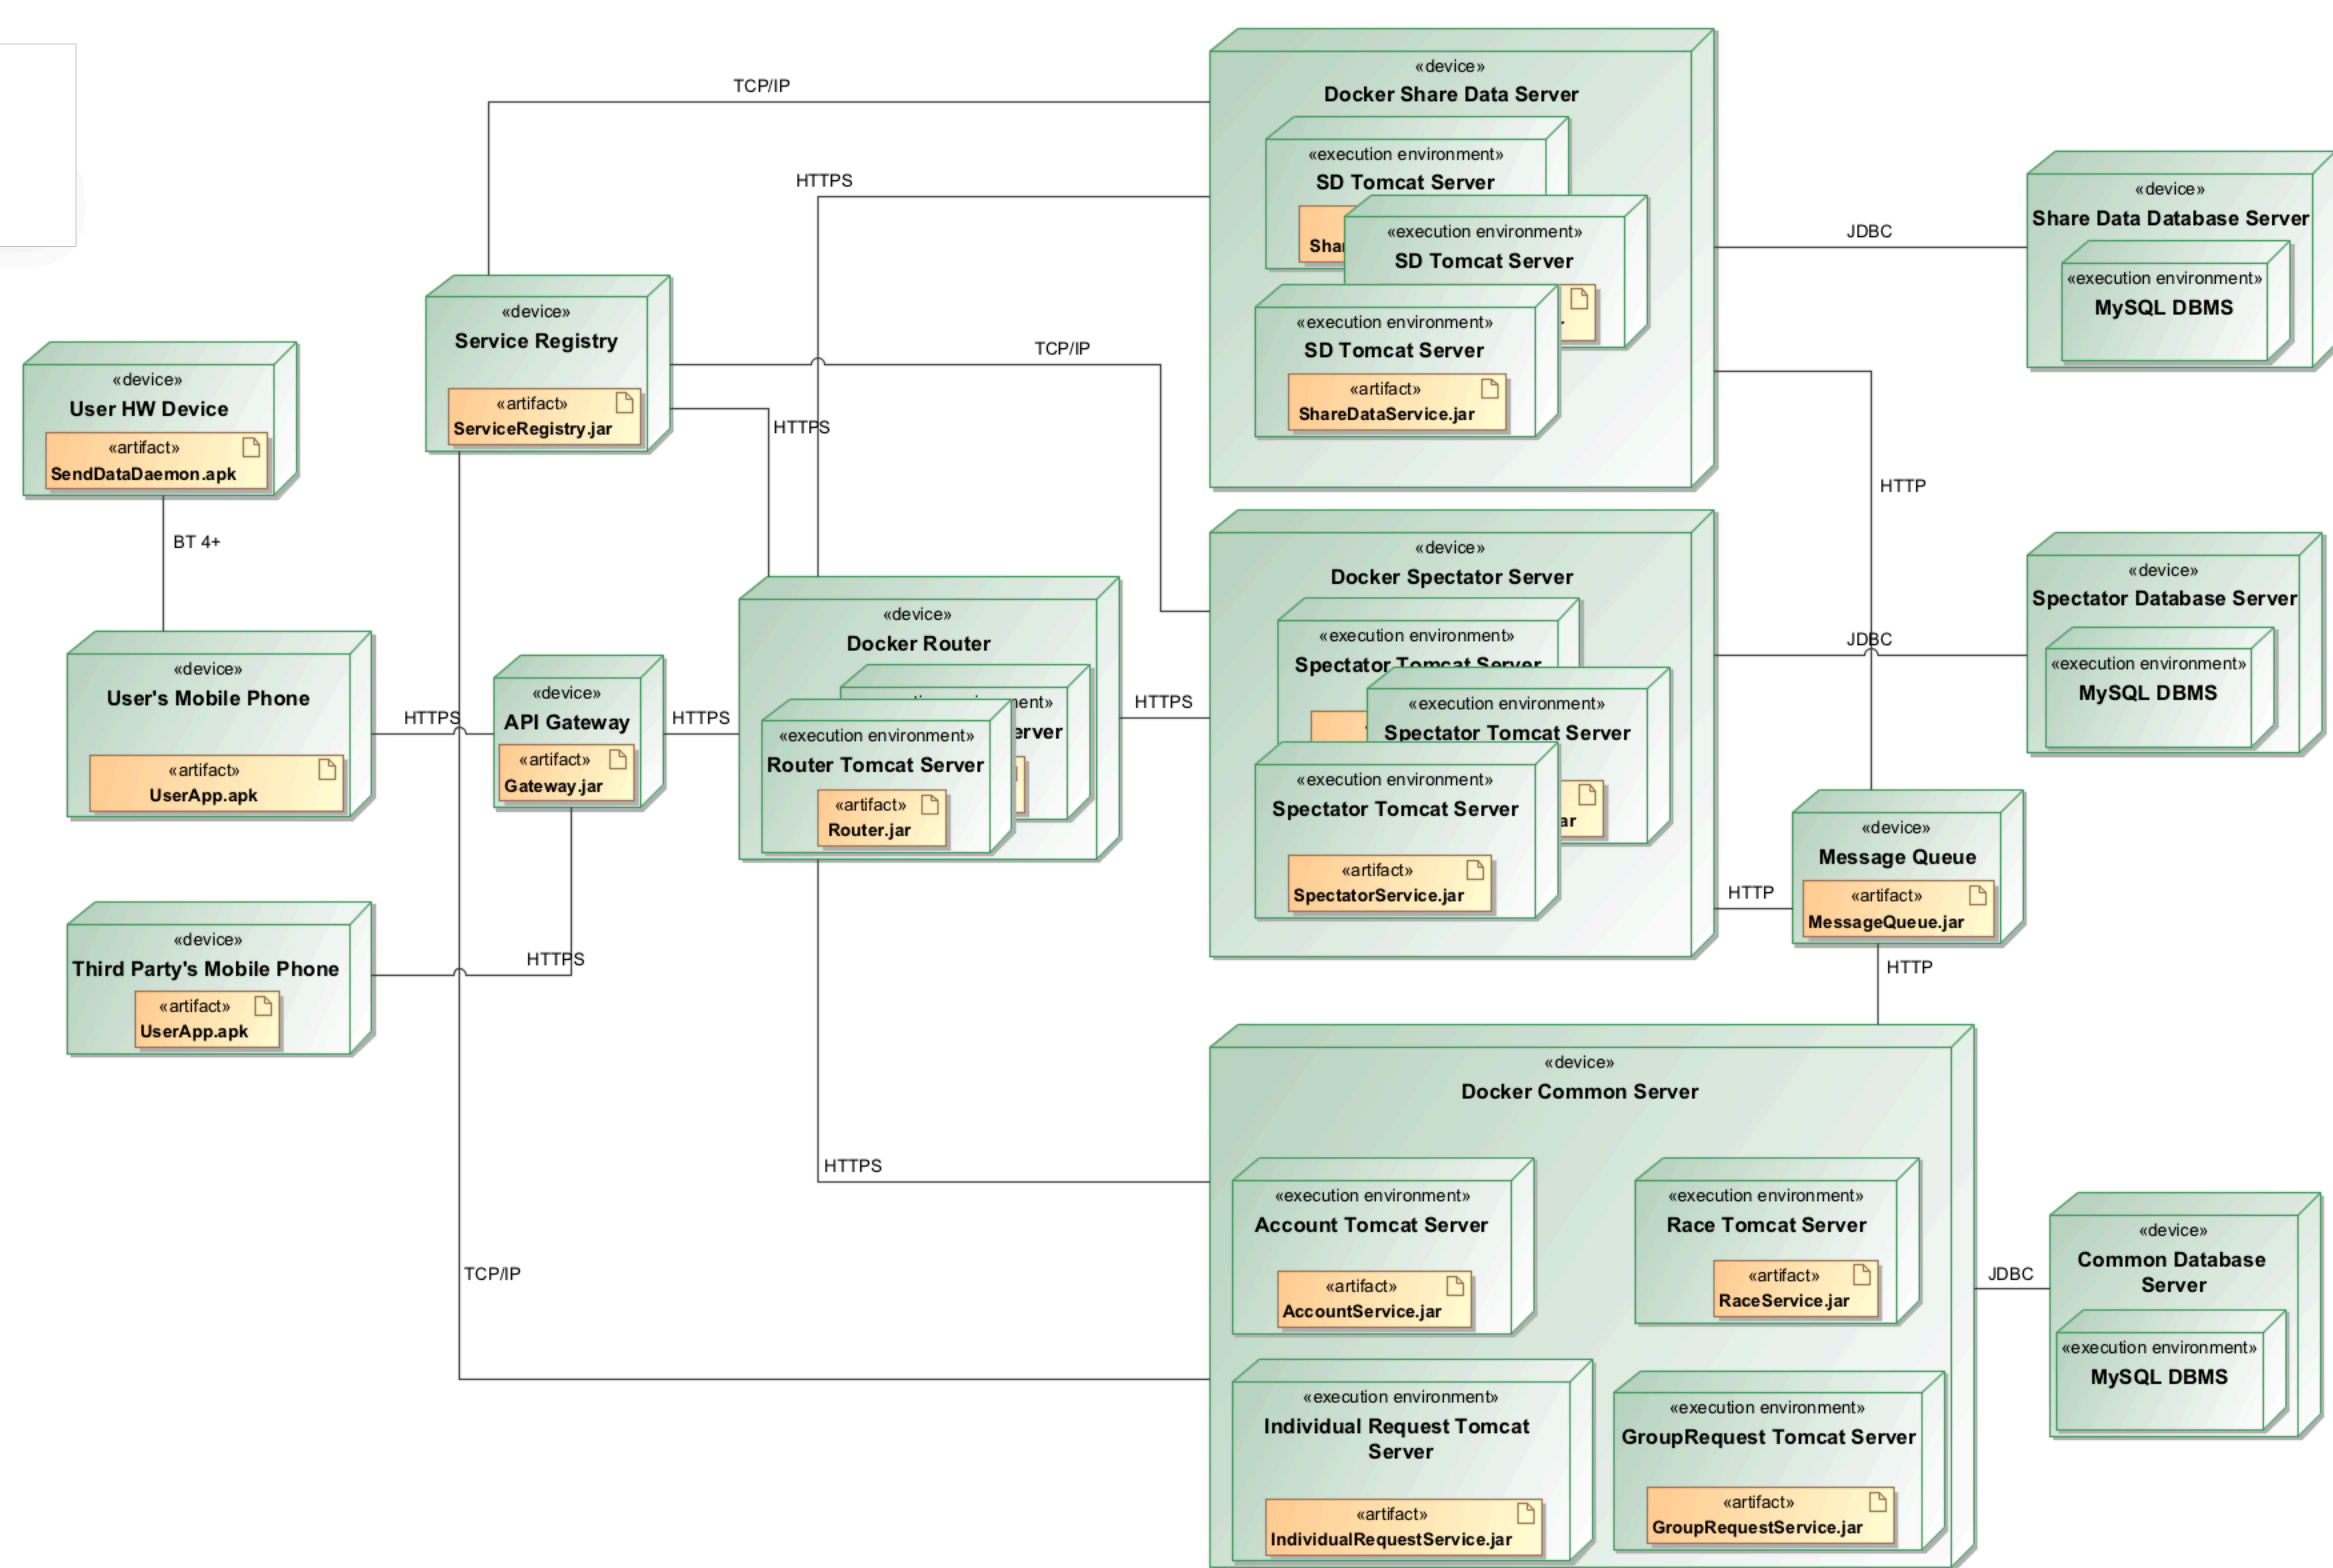 «device»
Docker Share Data Server
«execution environment»
SD Tomcat Server
«execution environment»
SD Tomcat Server
«execution environment»
SD Tomcat Server
«artifact»
ShareDataService.jar
TCP/IP
HTTPS
JDBC
«device»
Share Data Database Server
«execution environment»
MySQL DBMS
«device»
Service Registry
«artifact»
ServiceRegistry.jar
TCP/IP
HTTPS
HTTP
«device»
User HW Device
«artifact»
SendDataDaemon.apk
BT 4+
«device»
User's Mobile Phone
«artifact»
UserApp.apk
HTTPS
«device»
API Gateway
«artifact»
Gateway.jar
HTTPS
«device»
Docker Router
«execution environment»
Router Tomcat Server
«artifact»
Router.jar
HTTPS
«device»
Docker Spectator Server
«execution environment»
Spectator Tomcat Server
«execution environment»
Spectator Tomcat Server
«execution environment»
Spectator Tomcat Server
«artifact»
SpectatorService.jar
JDBC
«device»
Spectator Database Server
«execution environment»
MySQL DBMS
HTTP
«device»
Message Queue
«artifact»
MessageQueue.jar
HTTP
«device»
Third Party's Mobile Phone
«artifact»
UserApp.apk
HTTPS
HTTPS
TCP/IP
«device»
Docker Common Server
«execution environment»
Account Tomcat Server
«artifact»
AccountService.jar
«execution environment»
Race Tomcat Server
«artifact»
RaceService.jar
«execution environment»
Individual Request Tomcat
Server
«artifact»
IndividualRequestService.jar
«execution environment»
GroupRequest Tomcat Server
«artifact»
GroupRequestService.jar
JDBC
«device»
Common Database
Server
«execution environment»
MySQL DBMS